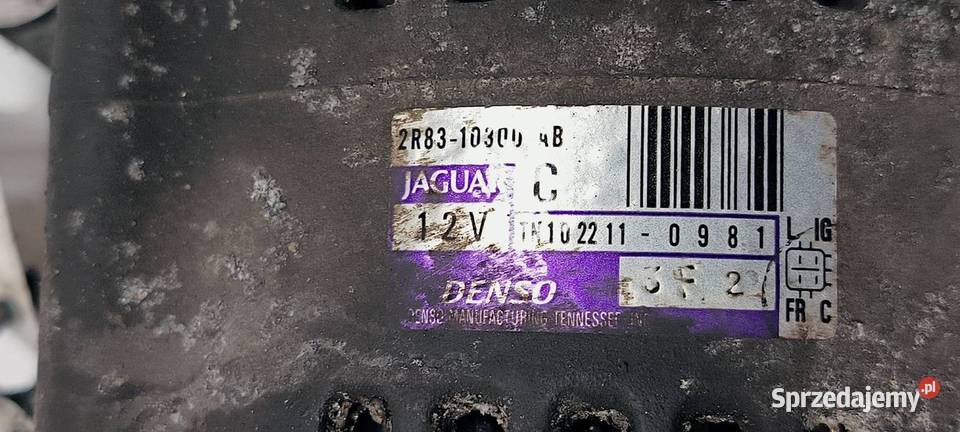 2R83-10300 AB
JAGUAR C
12V TN102211-0981
L IG
DENSO 3F 2
FR C
DENSO MANUFACTURING TENNESSEE, INC
Sprzedajemy.pl